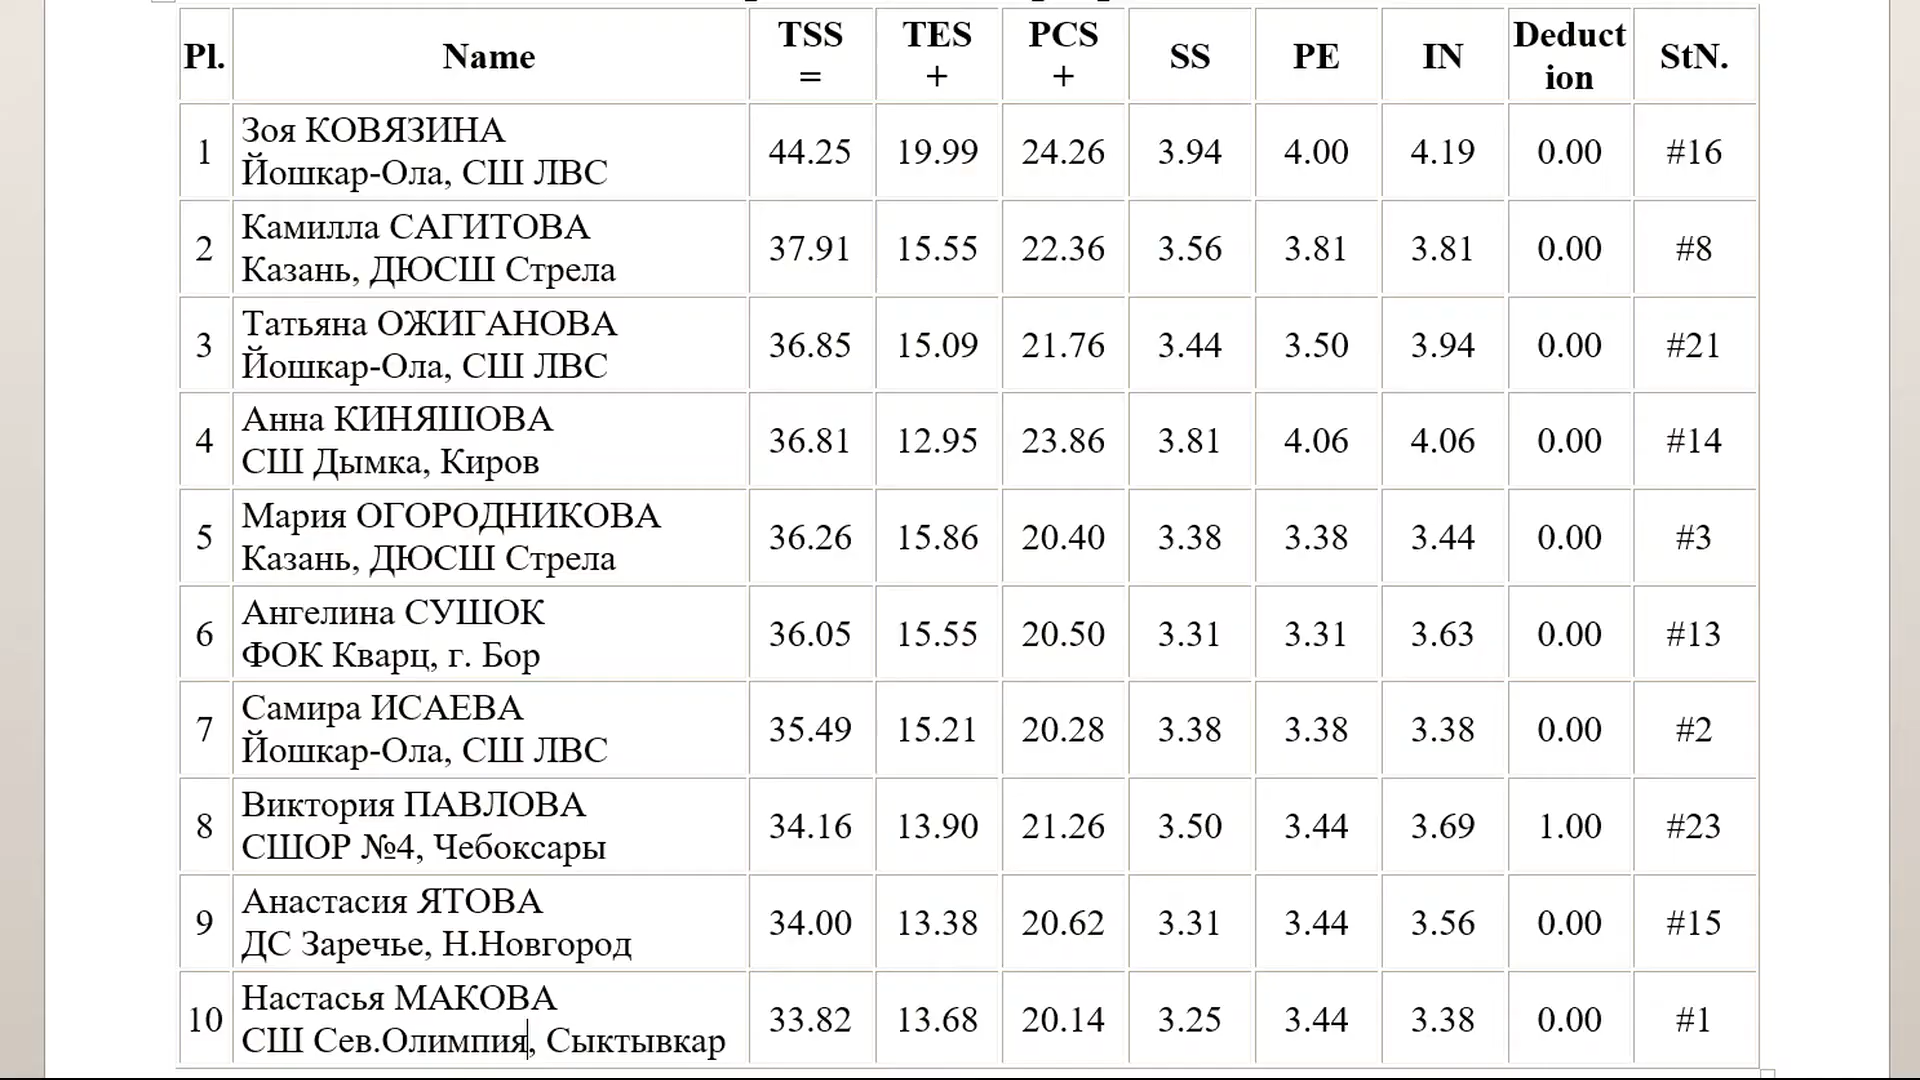 Pl. Name TSS = TES + PCS + SS PE IN Deduct ion StN.
1 Зоя КОВЯЗИНА 44.25 19.99 24.26 3.94 4.00 4.19 0.00 #16
Йошкар-Ола, СШ ЛВС
2 Камилла САГИТОВА 37.91 15.55 22.36 3.56 3.81 3.81 0.00 #8
Казань, ДЮСШ Стрела
3 Татьяна ОЖИГАНОВА 36.85 15.09 21.76 3.44 3.50 3.94 0.00 #21
Йошкар-Ола, СШ ЛВС
4 Анна КИНЯШОВА 36.81 12.95 23.86 3.81 4.06 4.06 0.00 #14
СШ Дымка, Киров
5 Мария ОГОРОДНИКОВА 36.26 15.86 20.40 3.38 3.38 3.44 0.00 #3
Казань, ДЮСШ Стрела
6 Ангелина СУШОК 36.05 15.55 20.50 3.31 3.31 3.63 0.00 #13
ФОК Кварц, г. Бор
7 Самира ИСАЕВА 35.49 15.21 20.28 3.38 3.38 3.38 0.00 #2
Йошкар-Ола, СШ ЛВС
8 Виктория ПАВЛОВА 34.16 13.90 21.26 3.50 3.44 3.69 1.00 #23
СШОР №4, Чебоксары
9 Анастасия ЯТОВА 34.00 13.38 20.62 3.31 3.44 3.56 0.00 #15
ДС Заречье, Н.Новгород
10 Настасья МАКОВА 33.82 13.68 20.14 3.25 3.44 3.38 0.00 #1
СШ Сев.Олимпия, Сыктывкар